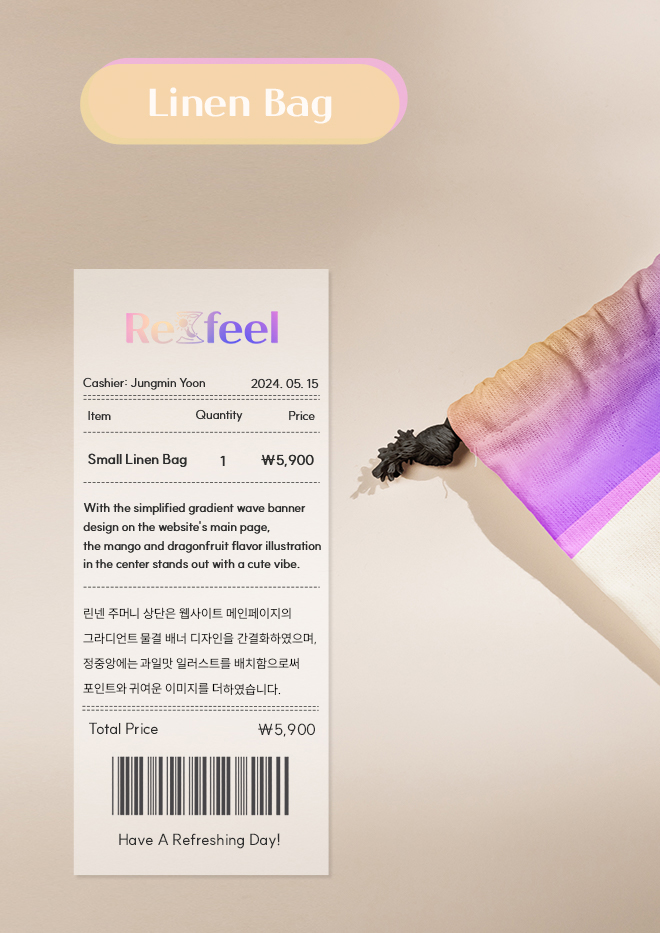 Linen Bag
Refeel
Cashier: Jungmin Yoon 2024. 05. 15
Item Quantity Price
Small Linen Bag 1 ₩5,900
With the simplified gradient wave banner
design on the website's main page,
the mango and dragonfruit flavor illustration
in the center stands out with a cute vibe.
린넨 주머니 상단은 웹사이트 메인페이지의
그라디언트 물결 배너 디자인을 간결화하였으며,
정중앙에는 과일맛 일러스트를 배치함으로써
포인트와 귀여운 이미지를 더하였습니다.
Total Price ₩5,900
Have A Refreshing Day!